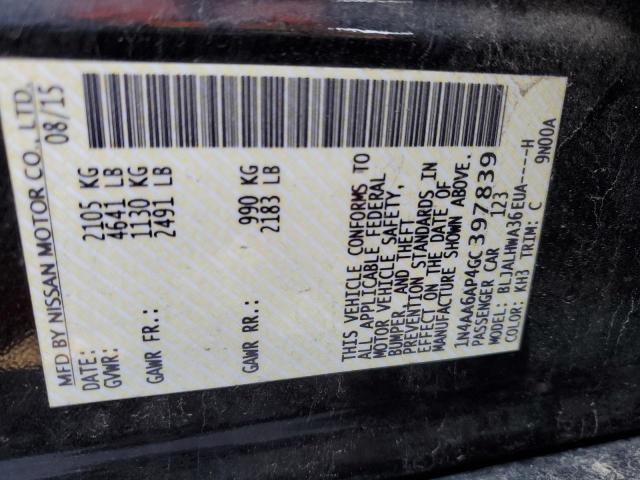 MFD BY NISSAN MOTOR CO., LTD.
DATE: 08/15
GVWR: 2105 KG
4641 LB
GAWR FR.: 1130 KG
2491 LB
GAWR RR.: 990 KG
2183 LB
THIS VEHICLE CONFORMS TO
ALL APPLICABLE FEDERAL
MOTOR VEHICLE SAFETY,
BUMPER, AND THEFT
PREVENTION STANDARDS IN
EFFECT ON THE DATE OF
MANUFACTURE SHOWN ABOVE.
1N4AA6AP4GC397839
PASSENGER CAR 123
MODEL: BLJALHWA36EUA-----H
COLOR: KH3 TRIM: C 9N00A